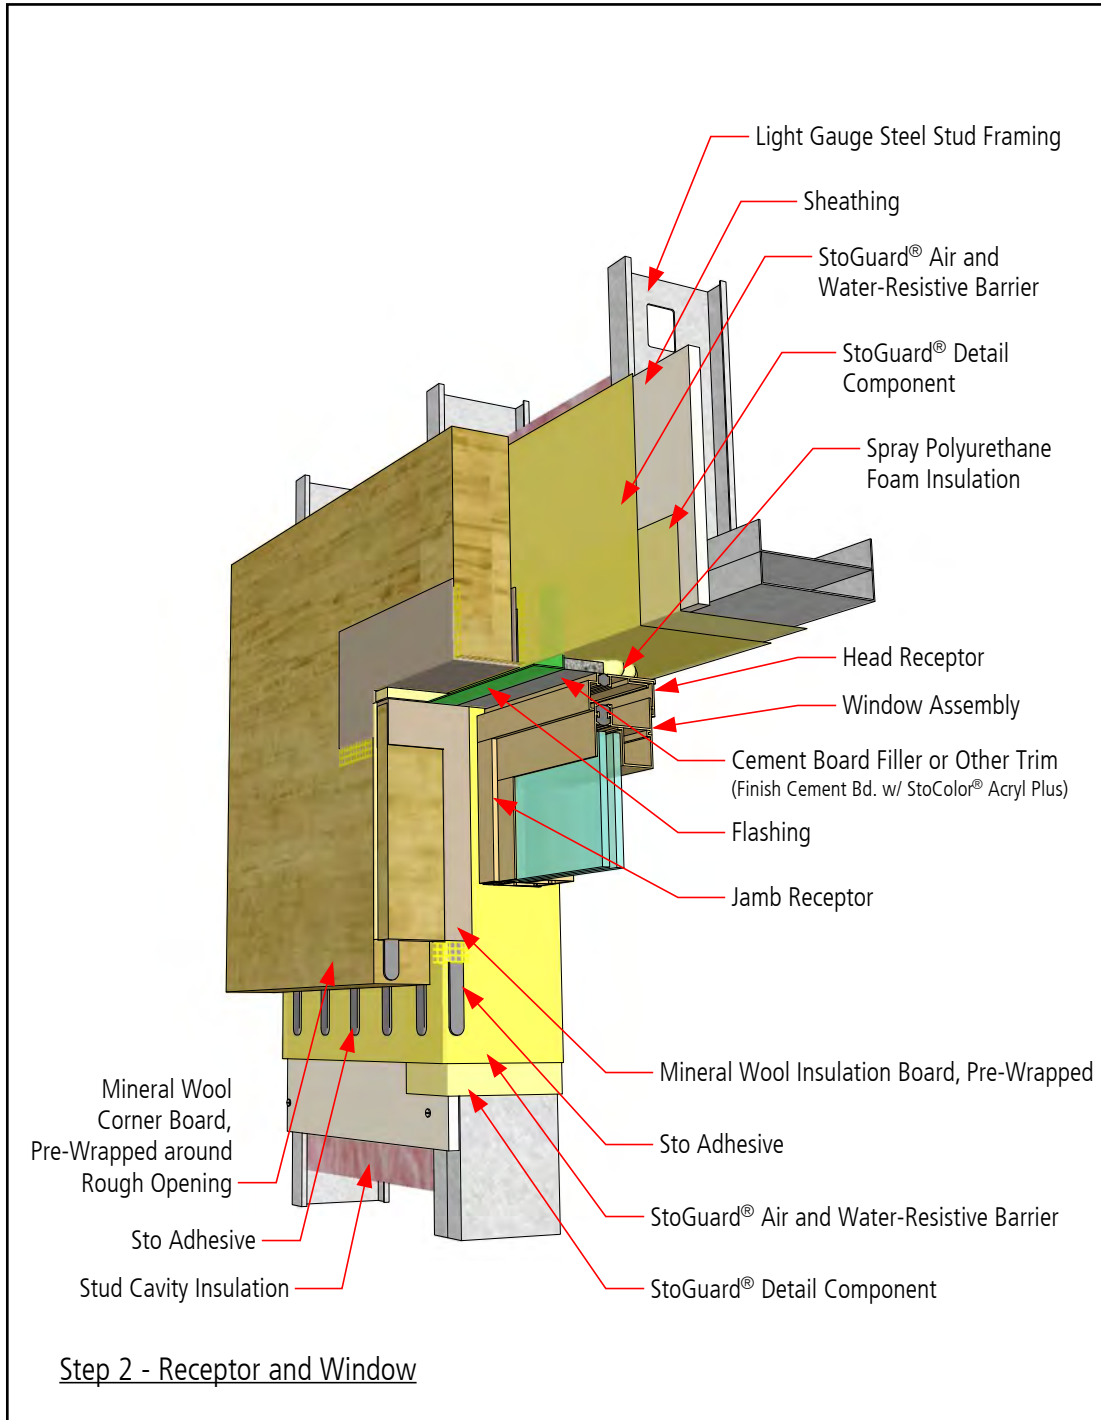 Light Gauge Steel Stud Framing
Sheathing
StoGuard® Air and
Water-Resistive Barrier
StoGuard® Detail
Component
Spray Polyurethane
Foam Insulation
Head Receptor
Window Assembly
Cement Board Filler or Other Trim
(Finish Cement Bd. w/ StoColor® Acryl Plus)
Flashing
Jamb Receptor
Mineral Wool Insulation Board, Pre-Wrapped
Sto Adhesive
StoGuard® Air and Water-Resistive Barrier
StoGuard® Detail Component
Mineral Wool
Corner Board,
Pre-Wrapped around
Rough Opening
Sto Adhesive
Stud Cavity Insulation
Step 2 - Receptor and Window